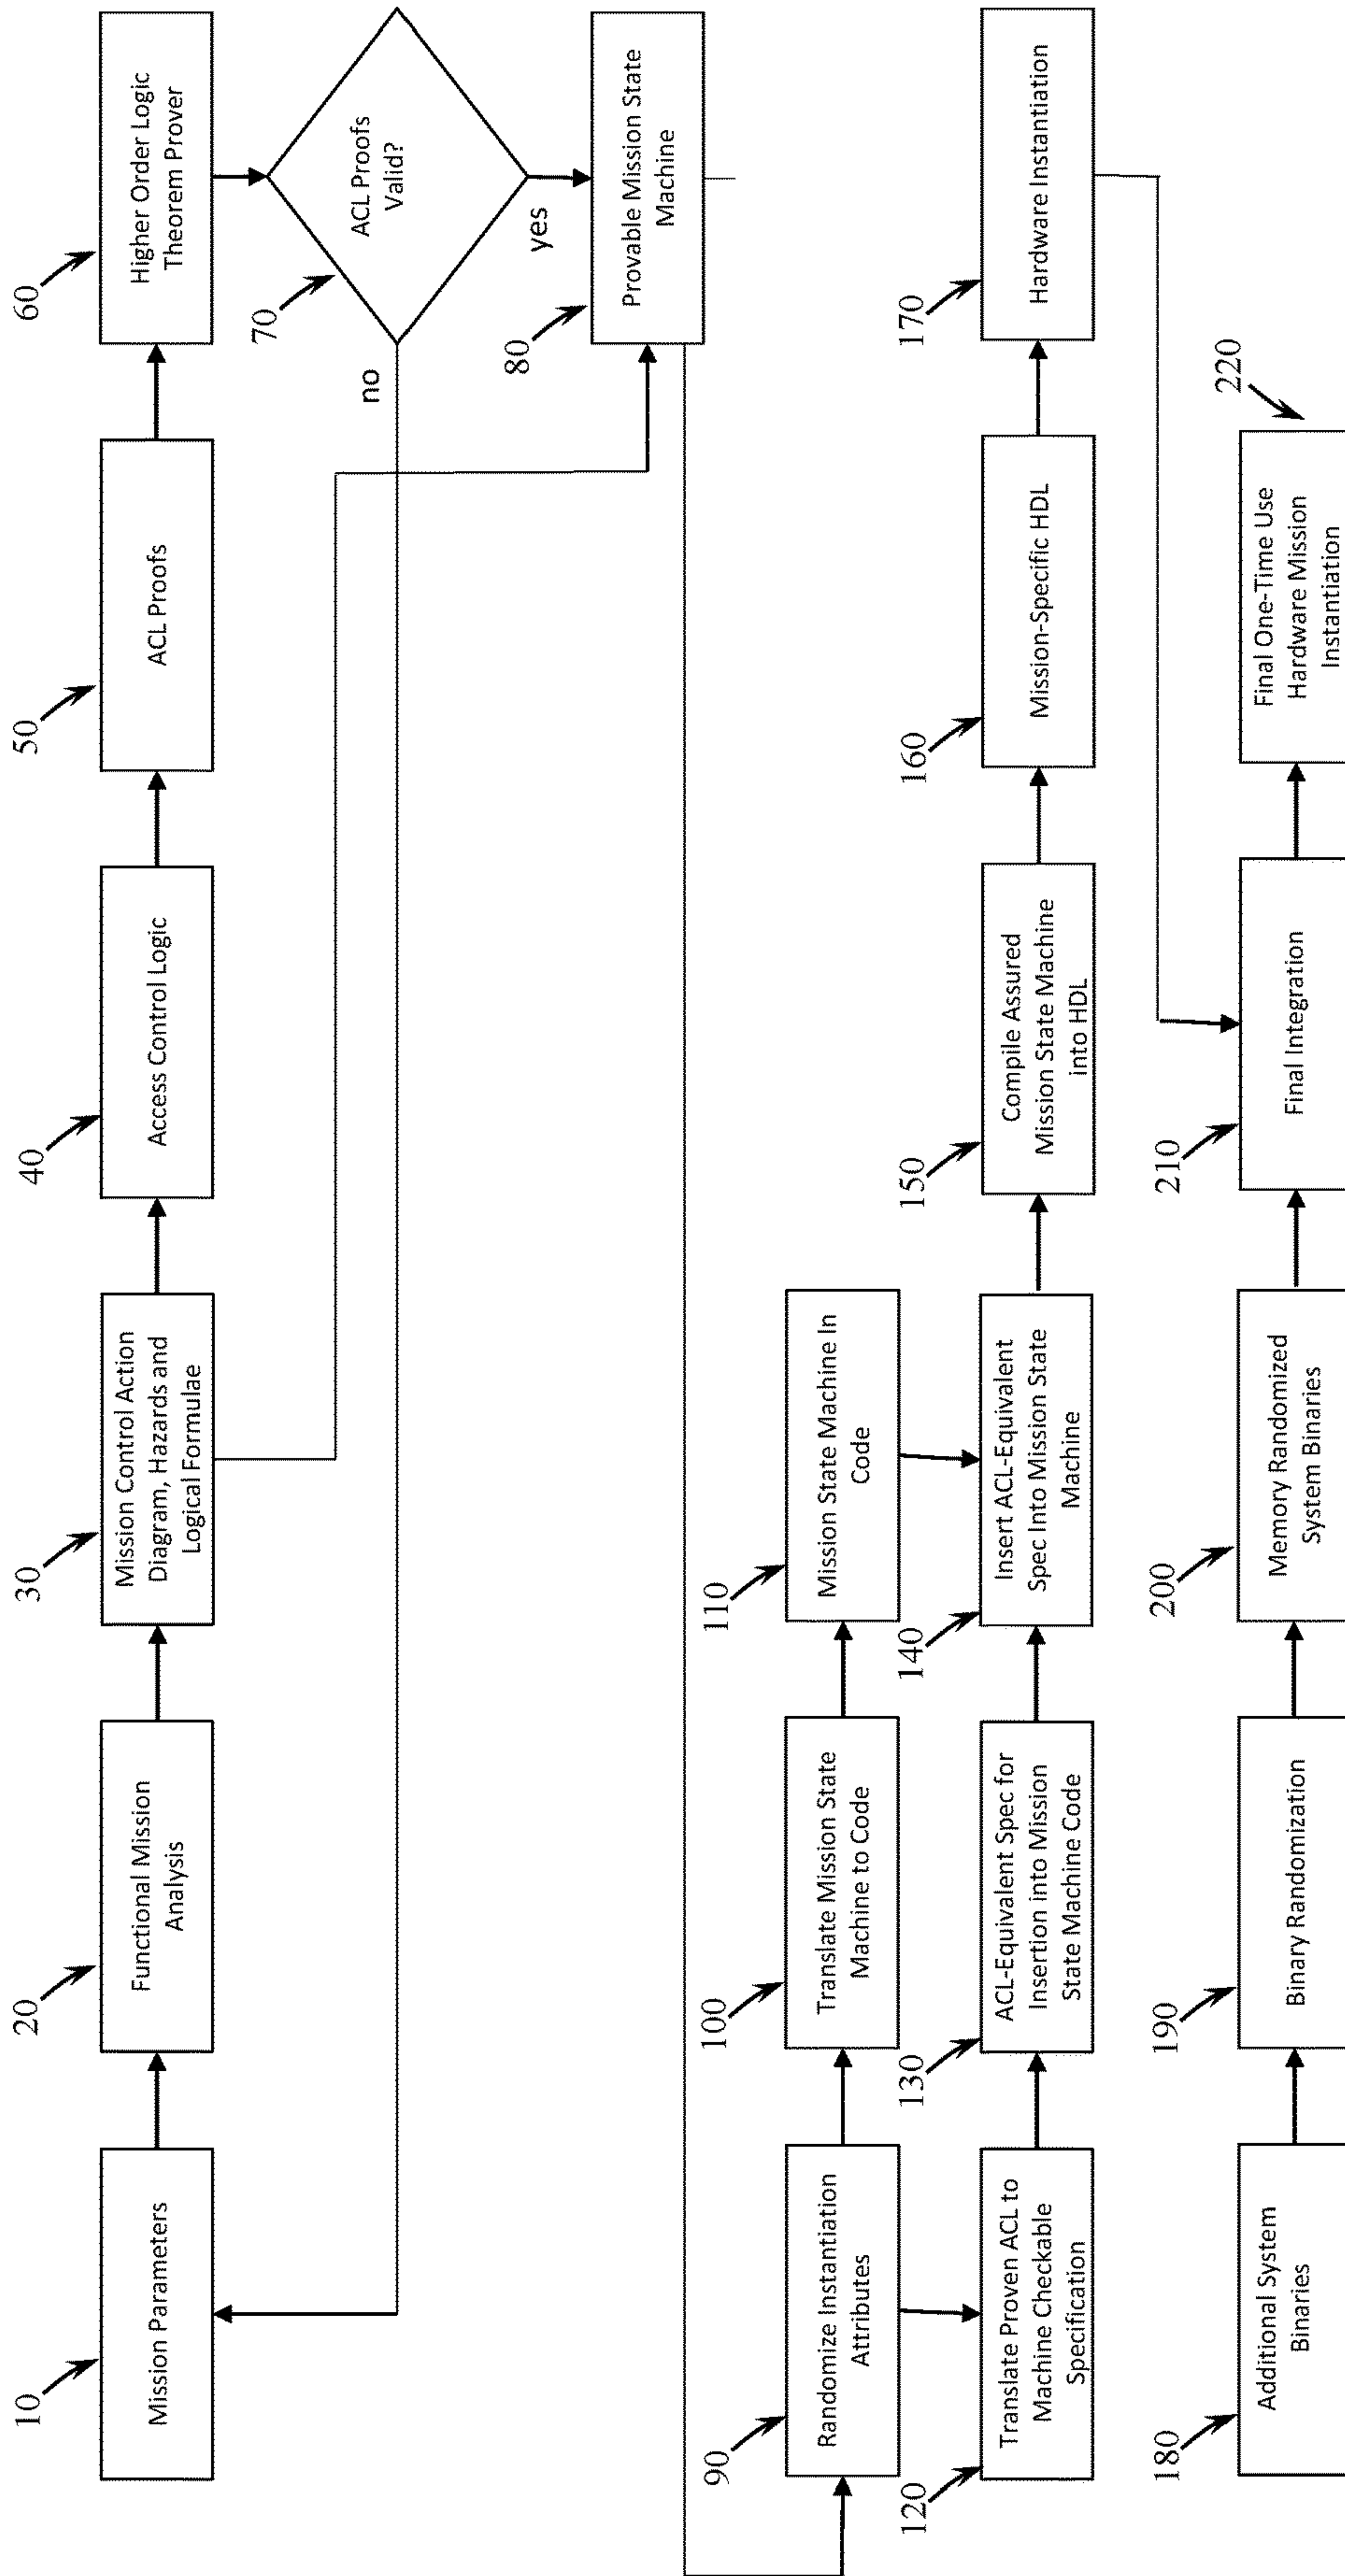 10
Mission Parameters
20
Functional Mission
Analysis
30
Mission Control Action
Diagram, Hazards and
Logical Formulae
40
Access Control Logic
50
ACL Proofs
60
Higher Order Logic
Theorem Prover
70
ACL Proofs
Valid?
no
yes
80
Provable Mission State
Machine
90
Randomize Instantiation
Attributes
100
Translate Mission State
Machine to Code
110
Mission State Machine In
Code
120
Translate Proven ACL to
Machine Checkable
Specification
130
ACL-Equivalent Spec for
Insertion into Mission
State Machine Code
140
Insert ACL-Equivalent
Spec Into Mission State
Machine
150
Compile Assured
Mission State Machine
into HDL
160
Mission-Specific HDL
170
Hardware Instantiation
180
Additional System
Binaries
190
Binary Randomization
200
Memory Randomized
System Binaries
210
Final Integration
220
Final One-Time Use
Hardware Mission
Instantiation